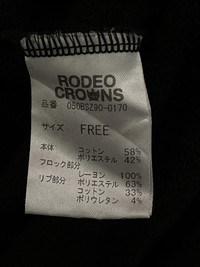 RODEO
CROWNS
品番 050BSZ90-0170
サイズ FREE
本体 コットン 58%
ポリエステル 42%
フロック部分
レーヨン 100%
リブ部分 ポリエステル 63%
コットン 33%
ポリウレタン 4%